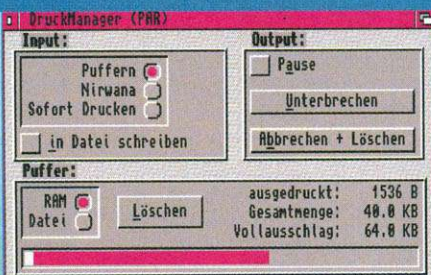 DruckManager (PAR)
Input:
Puffern
Nirwana
Sofort Drucken
in Datei schreiben
Output:
Pause
Unterbrechen
Abbrechen + Löschen
Puffer:
RAM
Datei
Löschen
ausgedruckt: 1536 B
Gesamtmenge: 40.0 KB
Vollausschlag: 64.0 KB